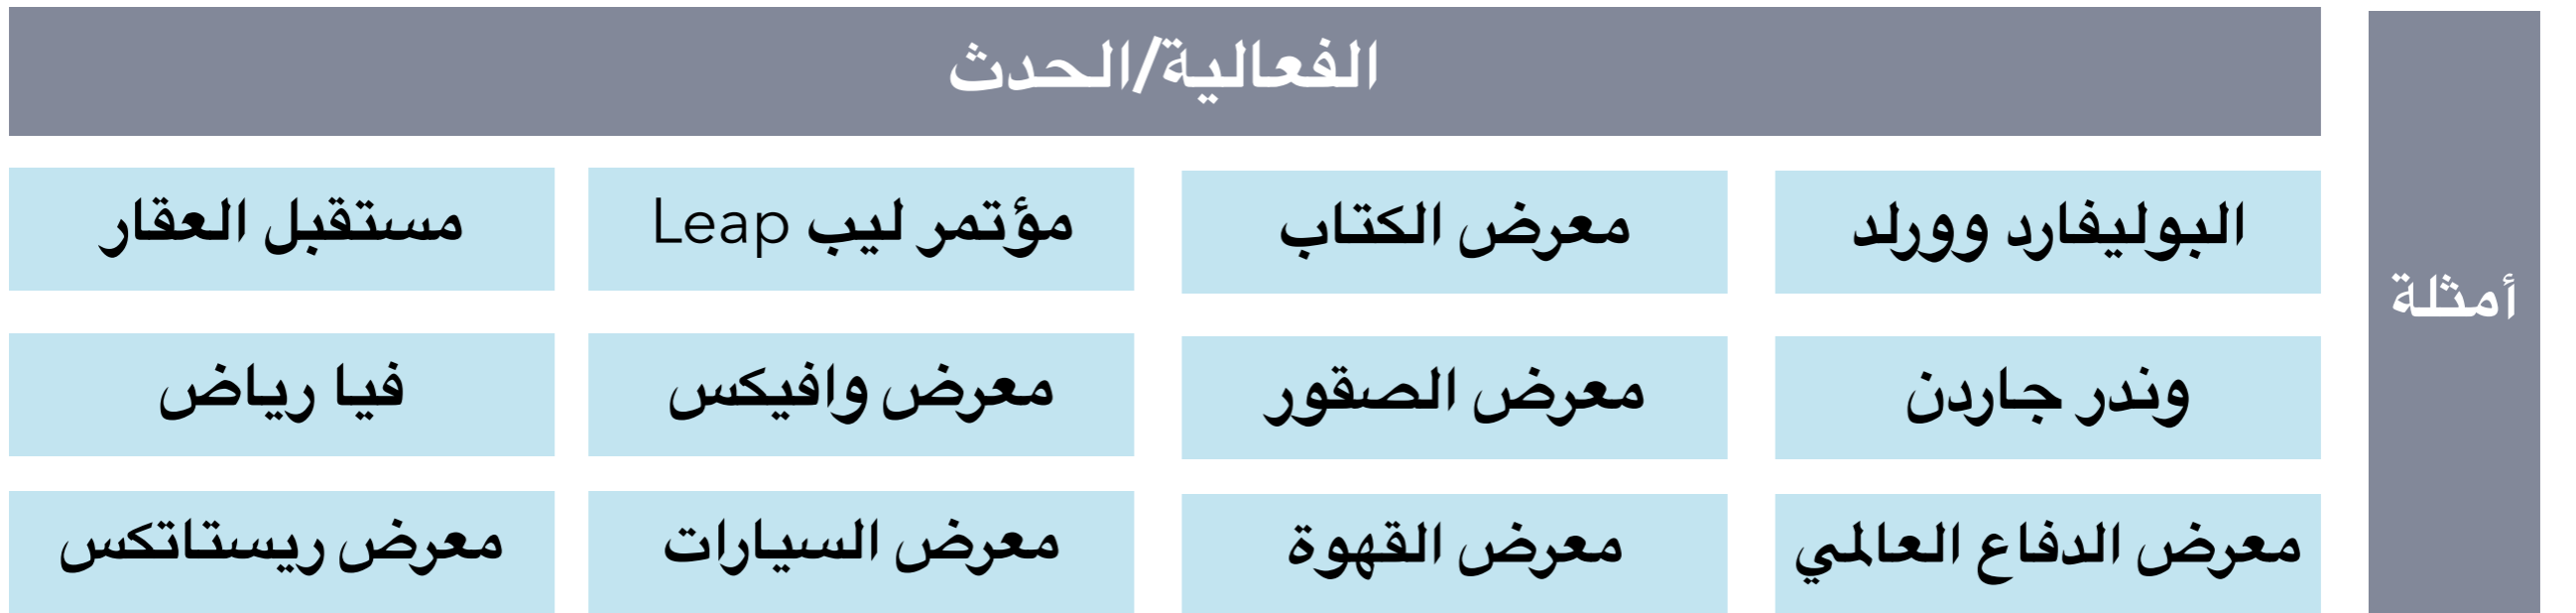 الفعالية/الحدث
أمثلة
البوليفارد وورلد
معرض الكتاب
مؤتمر ليب Leap
مستقبل العقار
وندر جاردن
معرض الصقور
معرض وافيكس
فيا رياض
معرض الدفاع العالمي
معرض القهوة
معرض السيارات
معرض ريستاتكس